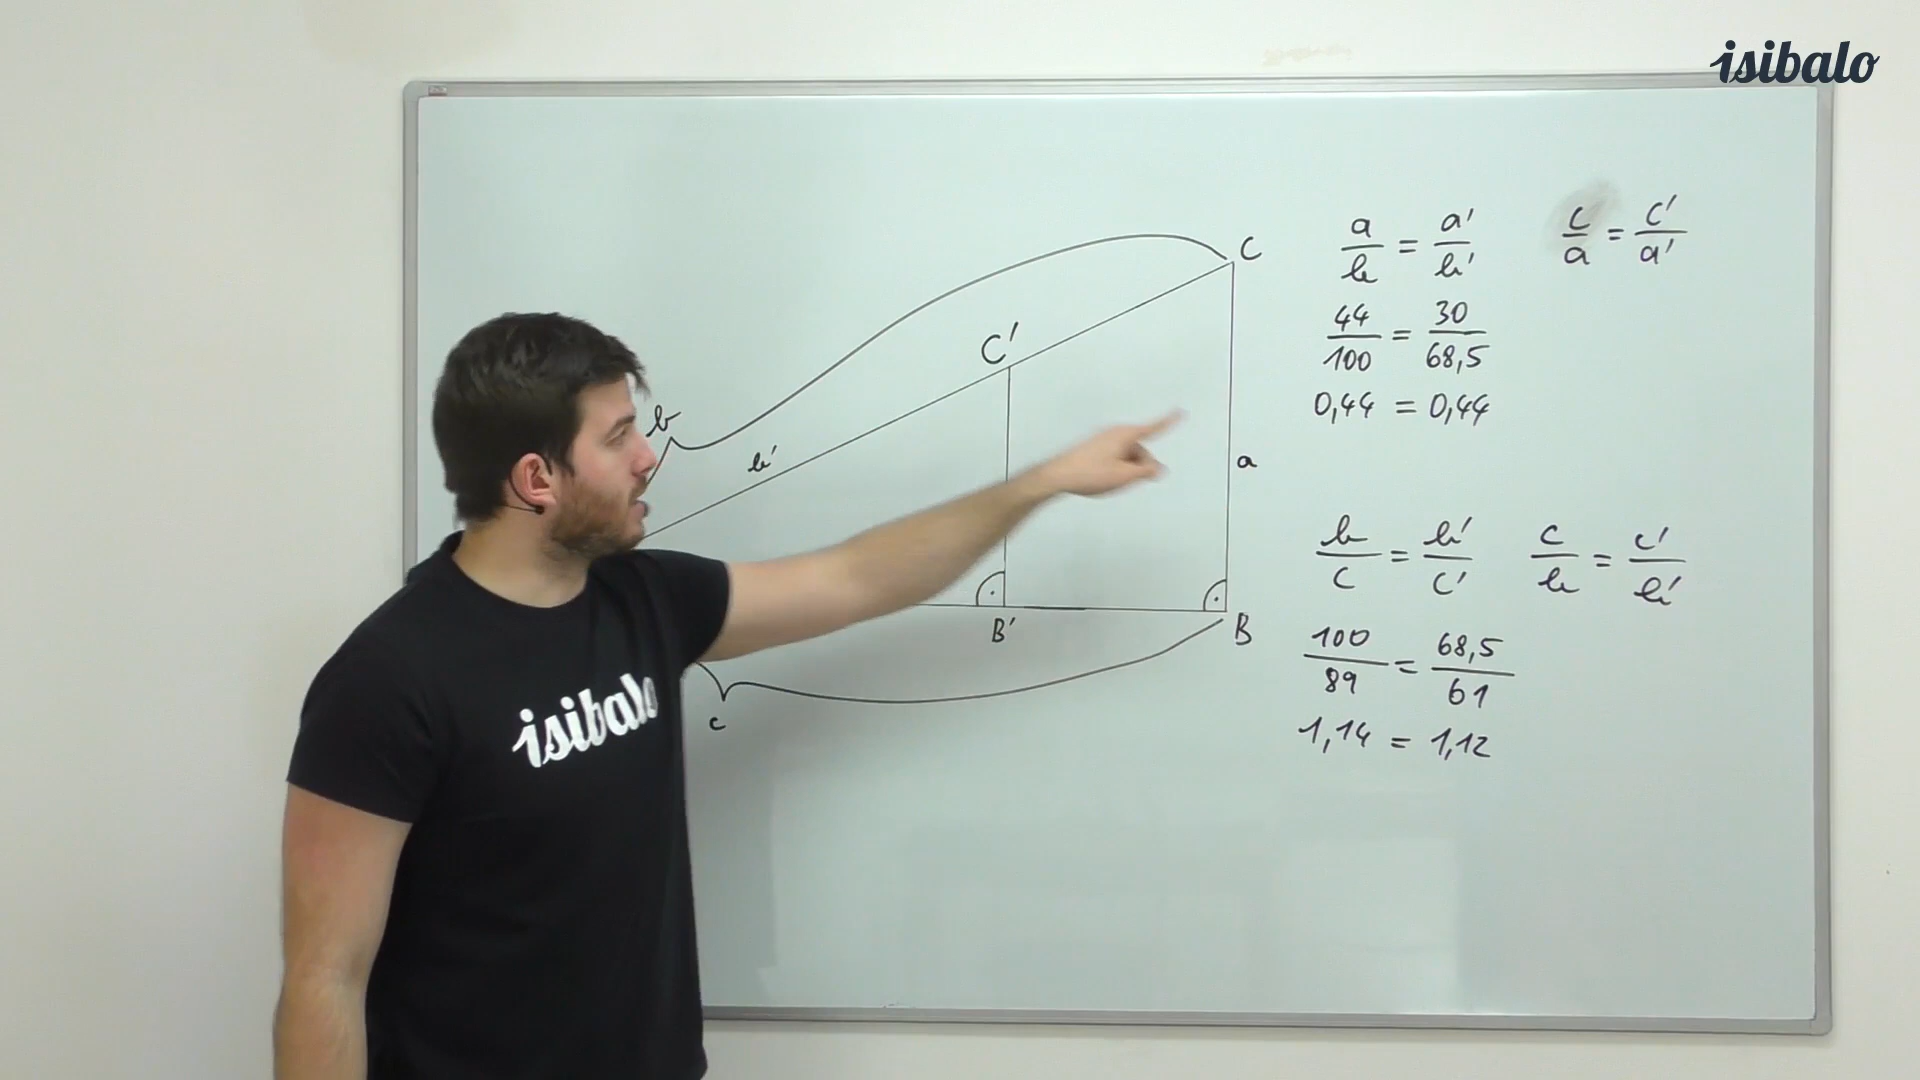 isibalo
C
C'
b
b'
a
B'
B
c
isibalo
a/b = a'/b'
c/a = c'/a'
44/100 = 30/68,5
0,44 = 0,44
b/c = b'/c'
c/b = c'/b'
100/89 = 68,5/61
1,14 = 1,12